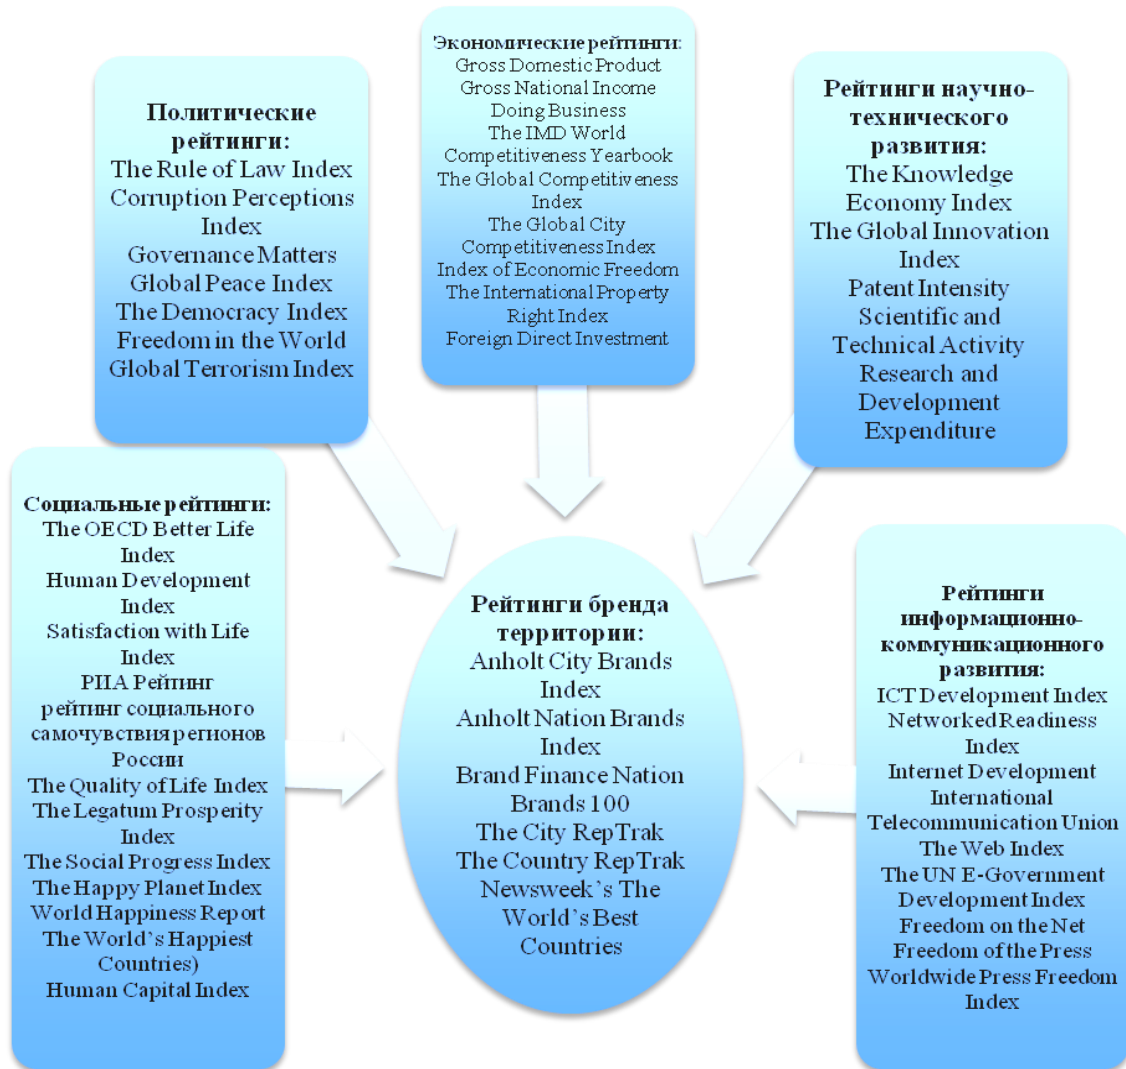 Политические
рейтинги:
The Rule of Law Index
Corruption Perceptions
Index
Governance Matters
Global Peace Index
The Democracy Index
Freedom in the World
Global Terrorism Index
Экономические рейтинги:
Gross Domestic Product
Gross National Income
Doing Business
The IMD World
Competitiveness Yearbook
The Global Competitiveness
Index
The Global City
Competitiveness Index
Index of Economic Freedom
The International Property
Right Index
Foreign Direct Investment
Рейтинги научно-
технического
развития:
The Knowledge
Economy Index
The Global Innovation
Index
Patent Intensity
Scientific and
Technical Activity
Research and
Development
Expenditure
Социальные рейтинги:
The OECD Better Life
Index
Human Development
Index
Satisfaction with Life
Index
РИА Рейтинг
рейтинг социального
самочувствия регионов
России
The Quality of Life Index
The Legatum Prosperity
Index
The Social Progress Index
The Happy Planet Index
World Happiness Report
The World’s Happiest
Countries)
Human Capital Index
Рейтинги бренда
территории:
Anholt City Brands
Index
Anholt Nation Brands
Index
Brand Finance Nation
Brands 100
The City RepTrak
The Country RepTrak
Newsweek’s The
World’s Best
Countries
Рейтинги
информационно-
коммуникационного
развития:
ICT Development Index
Networked Readiness
Index
Internet Development
International
Telecommunication Union
The Web Index
The UN E-Government
Development Index
Freedom on the Net
Freedom of the Press
Worldwide Press Freedom
Index